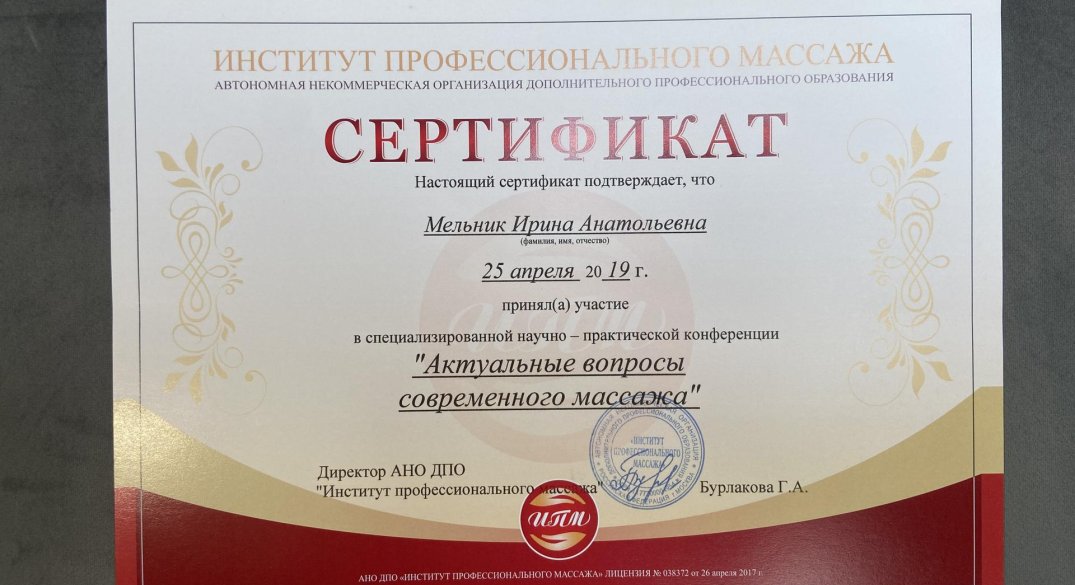 ИНСТИТУТ ПРОФЕССИОНАЛЬНОГО МАССАЖА
АВТОНОМНАЯ НЕКОММЕРЧЕСКАЯ ОРГАНИЗАЦИЯ ДОПОЛНИТЕЛЬНОГО ПРОФЕССИОНАЛЬНОГО ОБРАЗОВАНИЯ
СЕРТИФИКАТ
Настоящий сертификат подтверждает, что
Мельник Ирина Анатольевна
(фамилия, имя, отчество)
25 апреля 20 19 г.
принял(а) участие
в специализированной научно – практической конференции
"Актуальные вопросы
современного массажа"
«ИНСТИТУТ
ПРОФЕССИОНАЛЬНОГО
МАССАЖА»
Директор АНО ДПО
"Институт профессионального массажа" Бурлакова Г.А.
ИПМ
АНО ДПО «ИНСТИТУТ ПРОФЕССИОНАЛЬНОГО МАССАЖА» ЛИЦЕНЗИЯ № 038372 от 26 апреля 2017 г.